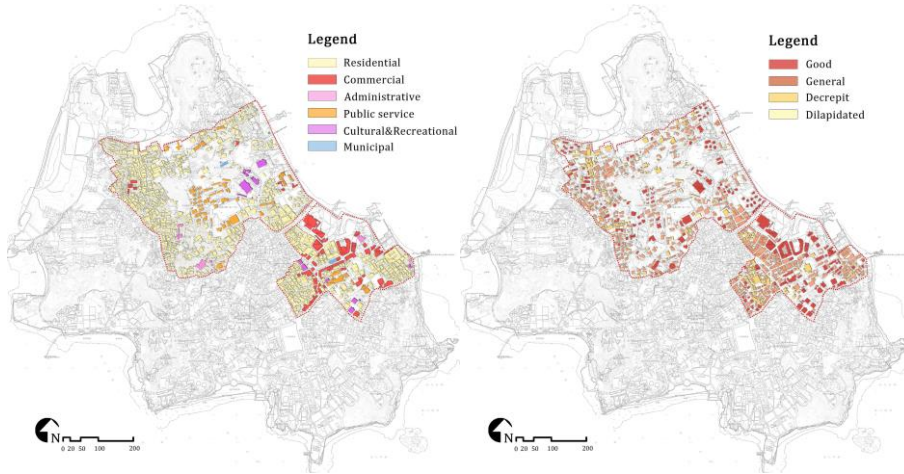 Legend
Residential
Commercial
Administrative
Public service
Cultural&Recreational
Municipal
N
0 20 50 100 200
Legend
Good
General
Decrepit
Dilapidated
N
0 20 50 100 200